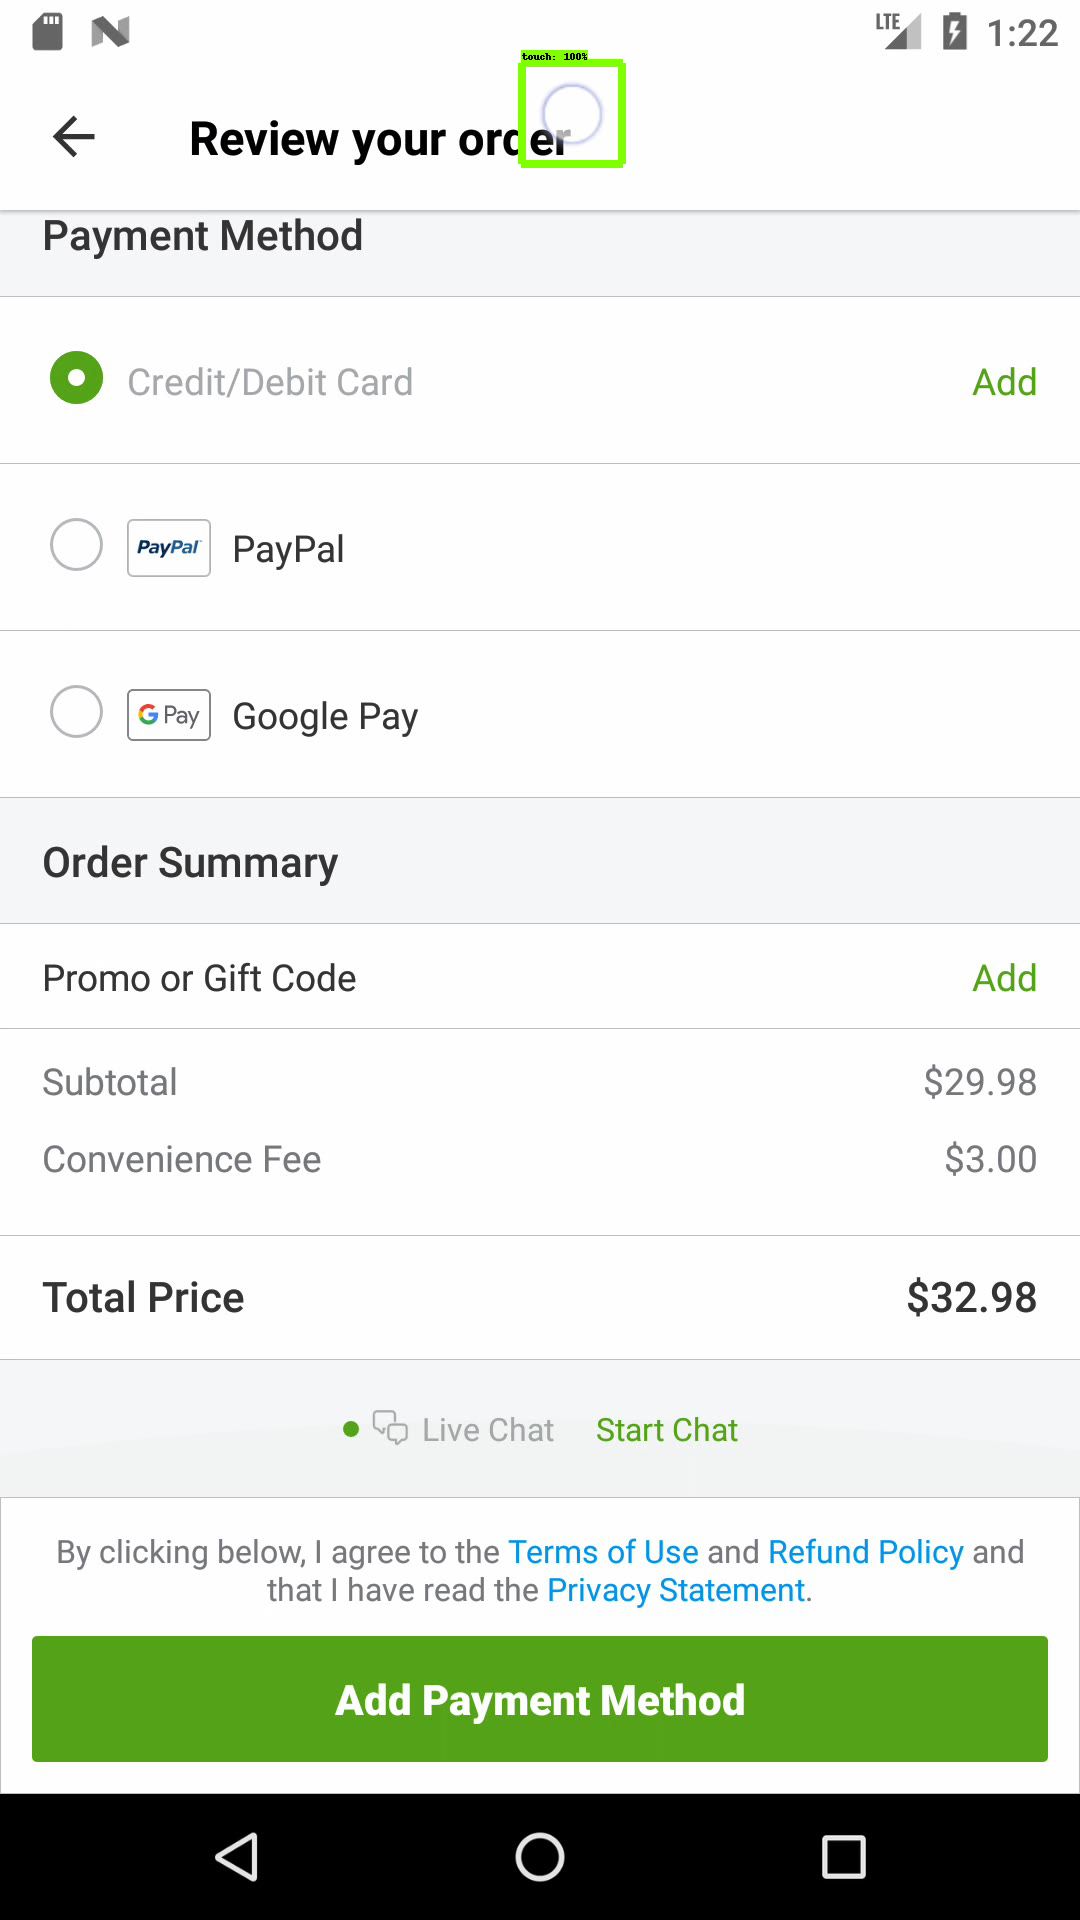 LTE 1:22
touch: 100%
Review your order
Payment Method
Credit/Debit Card Add
PayPal PayPal
G Pay Google Pay
Order Summary
Promo or Gift Code Add
Subtotal $29.98
Convenience Fee $3.00
Total Price $32.98
Live Chat Start Chat
By clicking below, I agree to the Terms of Use and Refund Policy and
that I have read the Privacy Statement.
Add Payment Method